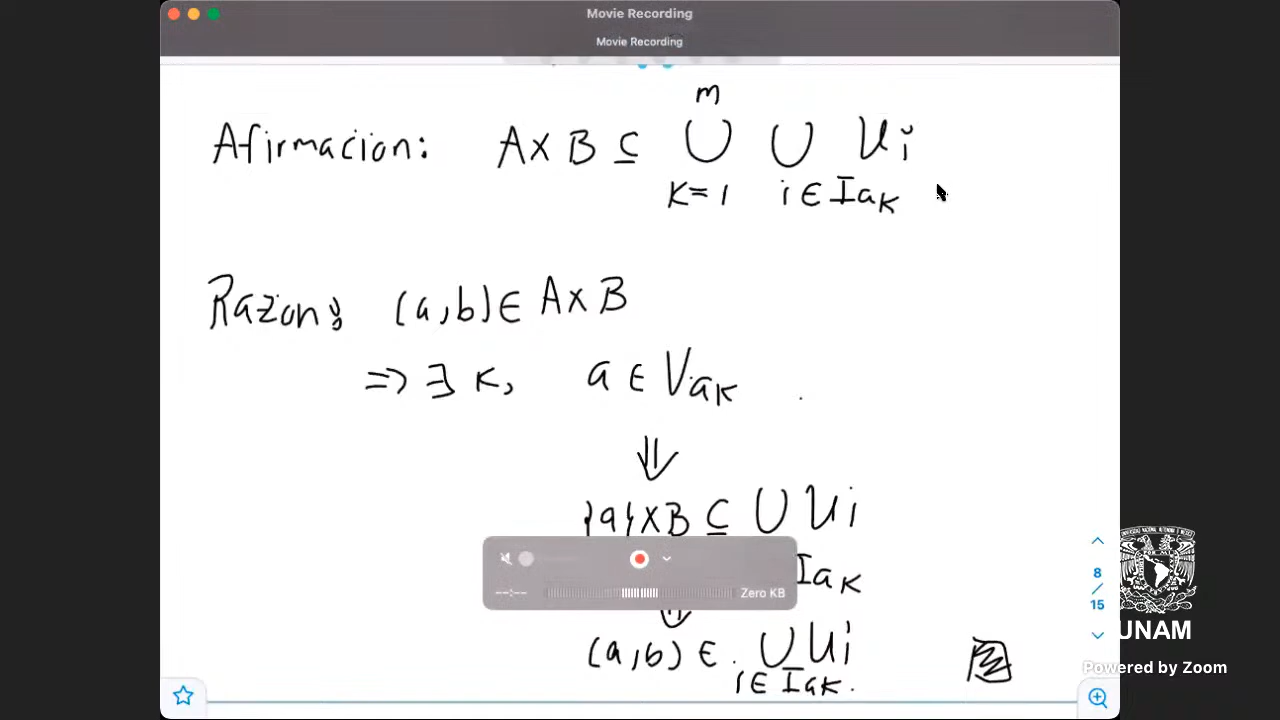 Movie Recording
Movie Recording
m
Afirmacion: A x B ⊆ ∪ ∪ Ui
K=1 i ∈ Iak
Razon: (a,b) ∈ A x B
=> ∃ K, a ∈ Vak
⇓
{a} x B ⊆ ∪ Ui
Iak
Zero KB
⇓
(a,b) ∈ ∪ Ui
i ∈ Iak.
8
/
15
UNAM
Powered by Zoom